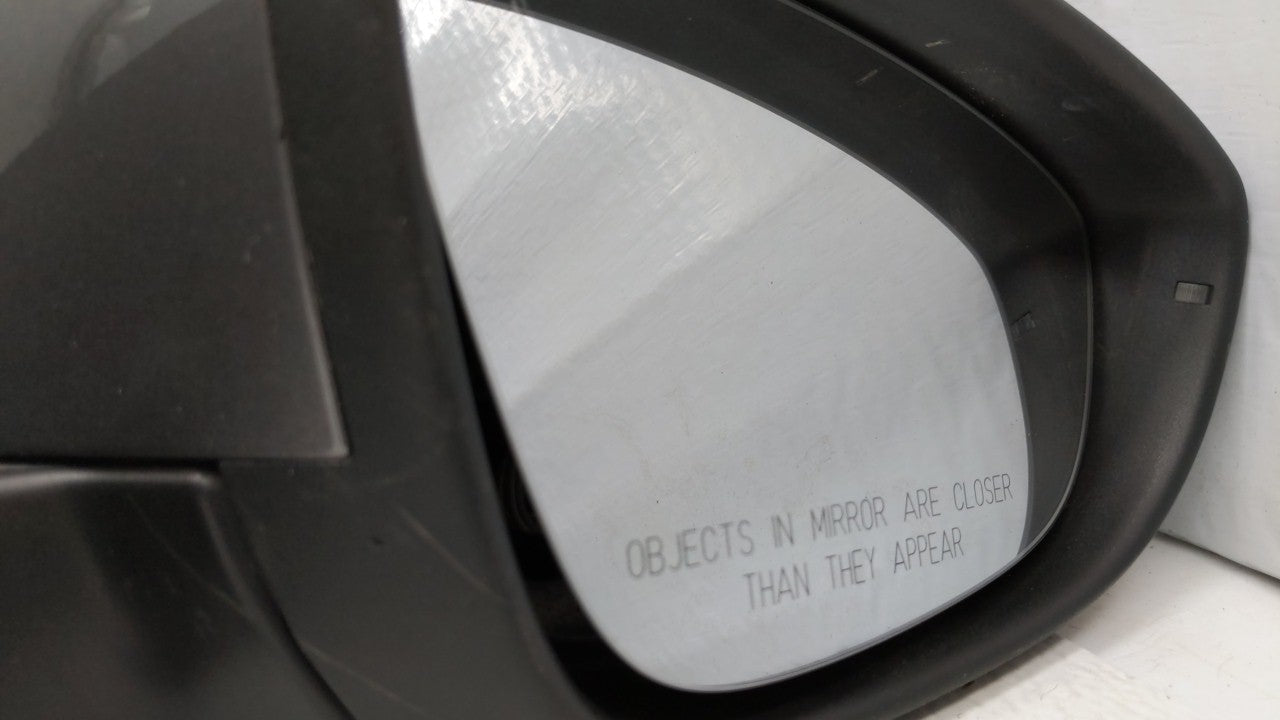 OBJECTS IN MIRROR ARE CLOSER
THAN THEY APPEAR